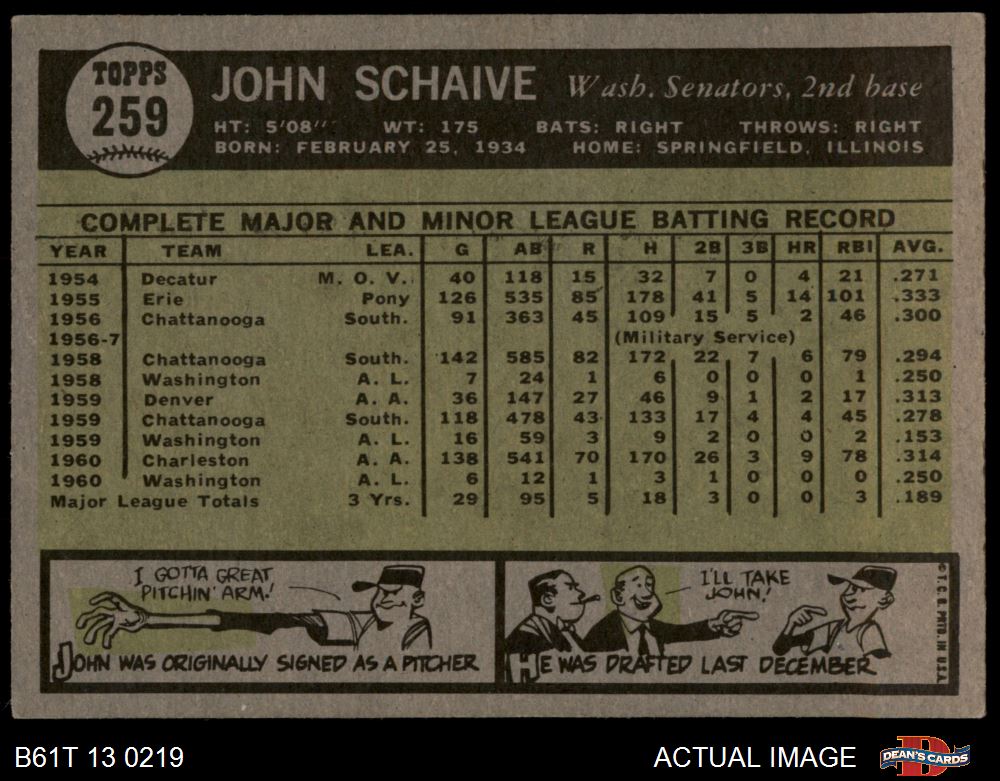 TOPPS
259
JOHN SCHAIVE Wash. Senators, 2nd base
HT: 5'08" WT: 175 BATS: RIGHT THROWS: RIGHT
BORN: FEBRUARY 25, 1934 HOME: SPRINGFIELD, ILLINOIS
COMPLETE MAJOR AND MINOR LEAGUE BATTING RECORD
YEAR TEAM LEA. G AB R H 2B 3B HR RBI AVG.
1954 Decatur M. O. V. 40 118 15 32 7 0 4 21 .271
1955 Erie Pony 126 535 85 178 41 5 14 101 .333
1956 Chattanooga South. 91 363 45 109 15 5 2 46 .300
1956-7 (Military Service)
1958 Chattanooga South. 142 585 82 172 22 7 6 79 .294
1958 Washington A. L. 7 24 1 6 0 0 0 1 .250
1959 Denver A. A. 36 147 27 46 9 1 2 17 .313
1959 Chattanooga South. 118 478 43 133 17 4 4 45 .278
1959 Washington A. L. 16 59 3 9 2 0 0 2 .153
1960 Charleston A. A. 138 541 70 170 26 3 9 78 .314
1960 Washington A. L. 6 12 1 3 1 0 0 0 .250
Major League Totals 3 Yrs. 29 95 5 18 3 0 0 3 .189
I GOTTA GREAT
PITCHIN' ARM!
JOHN WAS ORIGINALLY SIGNED AS A PITCHER
I'LL TAKE
JOHN!
HE WAS DRAFTED LAST DECEMBER
© T. C. G. PRTD. IN U.S.A.
B61T 13 0219 ACTUAL IMAGE DEAN'S CARDS